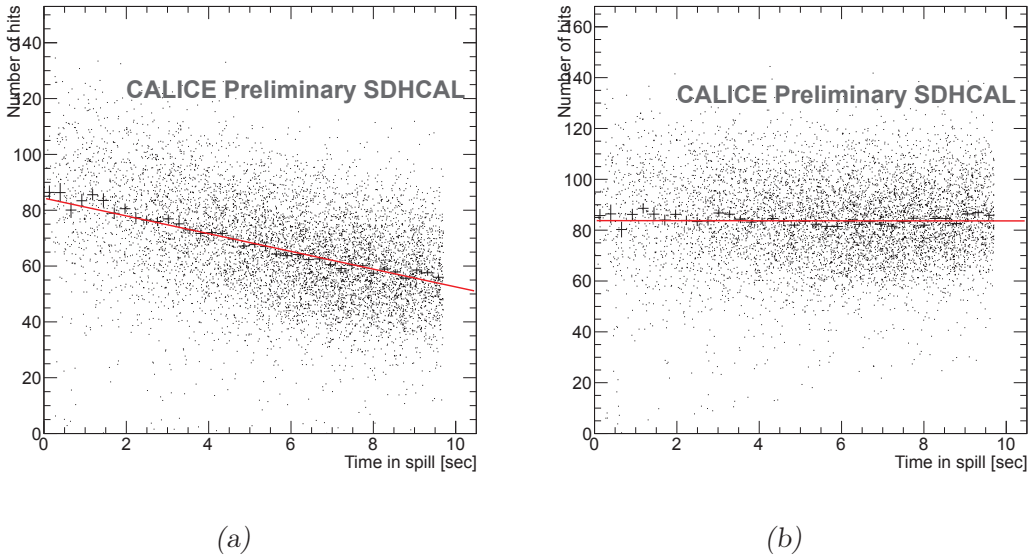 Number of hits
140
120
100
80
60
40
20
0
CALICE Preliminary SDHCAL
0 2 4 6 8 10
Time in spill [sec]
(a)
Number of hits
160
140
120
100
80
60
40
20
0
CALICE Preliminary SDHCAL
0 2 4 6 8 10
Time in spill [sec]
(b)